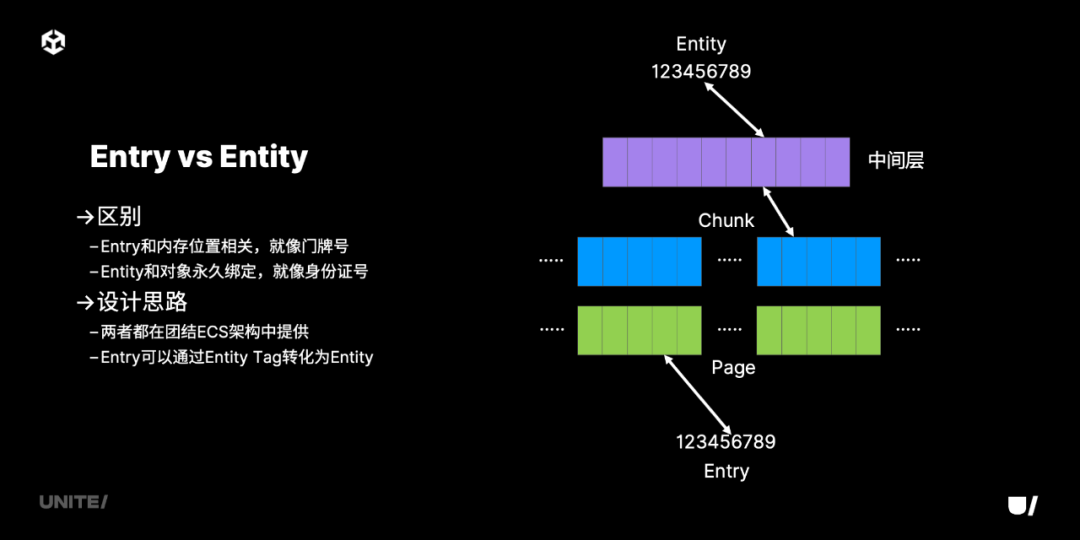 Entry vs Entity
→区别
–Entry和内存位置相关，就像门牌号
–Entity和对象永久绑定，就像身份证号
→设计思路
–两者都在团结ECS架构中提供
–Entry可以通过Entity Tag转化为Entity
Entity
123456789
中间层
Chunk
..... ..... .....
..... ..... .....
Page
123456789
Entry
UNITE/
U/